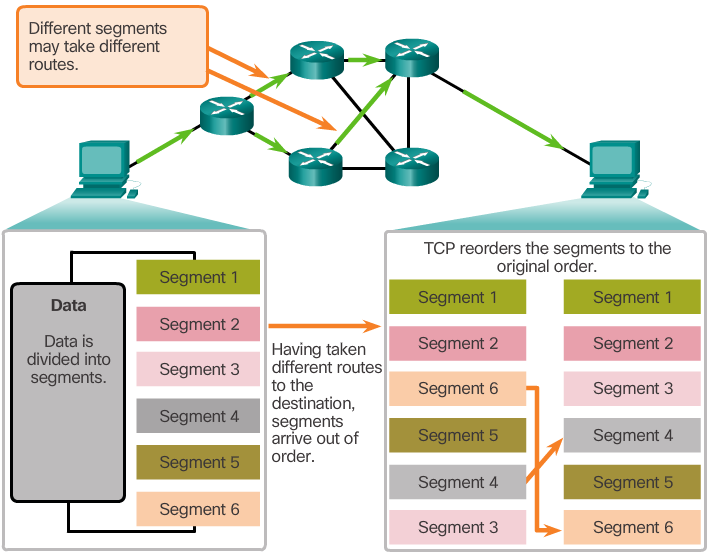 Different segments
may take different
routes.
Data
Data is
divided into
segments.
Segment 1
Segment 2
Segment 3
Segment 4
Segment 5
Segment 6
Having taken
different routes
to the
destination,
segments
arrive out of
order.
TCP reorders the segments to the
original order.
Segment 1
Segment 2
Segment 6
Segment 5
Segment 4
Segment 3
Segment 1
Segment 2
Segment 3
Segment 4
Segment 5
Segment 6